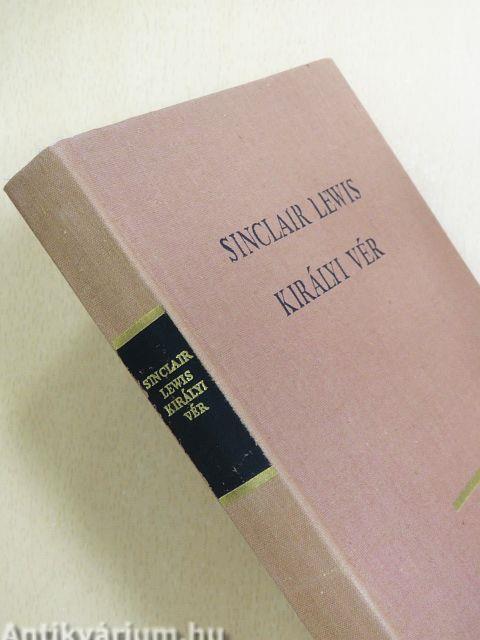 SINCLAIR LEWIS
KIRÁLYI VÉR
SINCLAIR
LEWIS
KIRÁLYI
VÉR
Antikvárium.hu